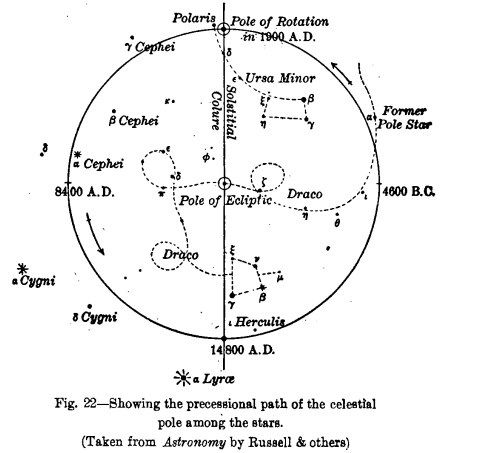 Polaris
Pole of Rotation
in 1900 A.D.
γ Cephei
δ
ε
Ursa Minor
κ
ξ
β
η
γ
Solstitial
Colure
β Cephei
α
Former
Pole Star
δ
α Cephei
ε
φ
δ
π
ζ
Draco
ι
8400 A.D.
4600 B.C.
Pole of Ecliptic
η
θ
Draco
ξ
ν
μ
β
γ
α Cygni
δ Cygni
ι Herculis
14800 A.D.
α Lyræ
Fig. 22—Showing the precessional path of the celestial
pole among the stars.
(Taken from Astronomy by Russell & others)